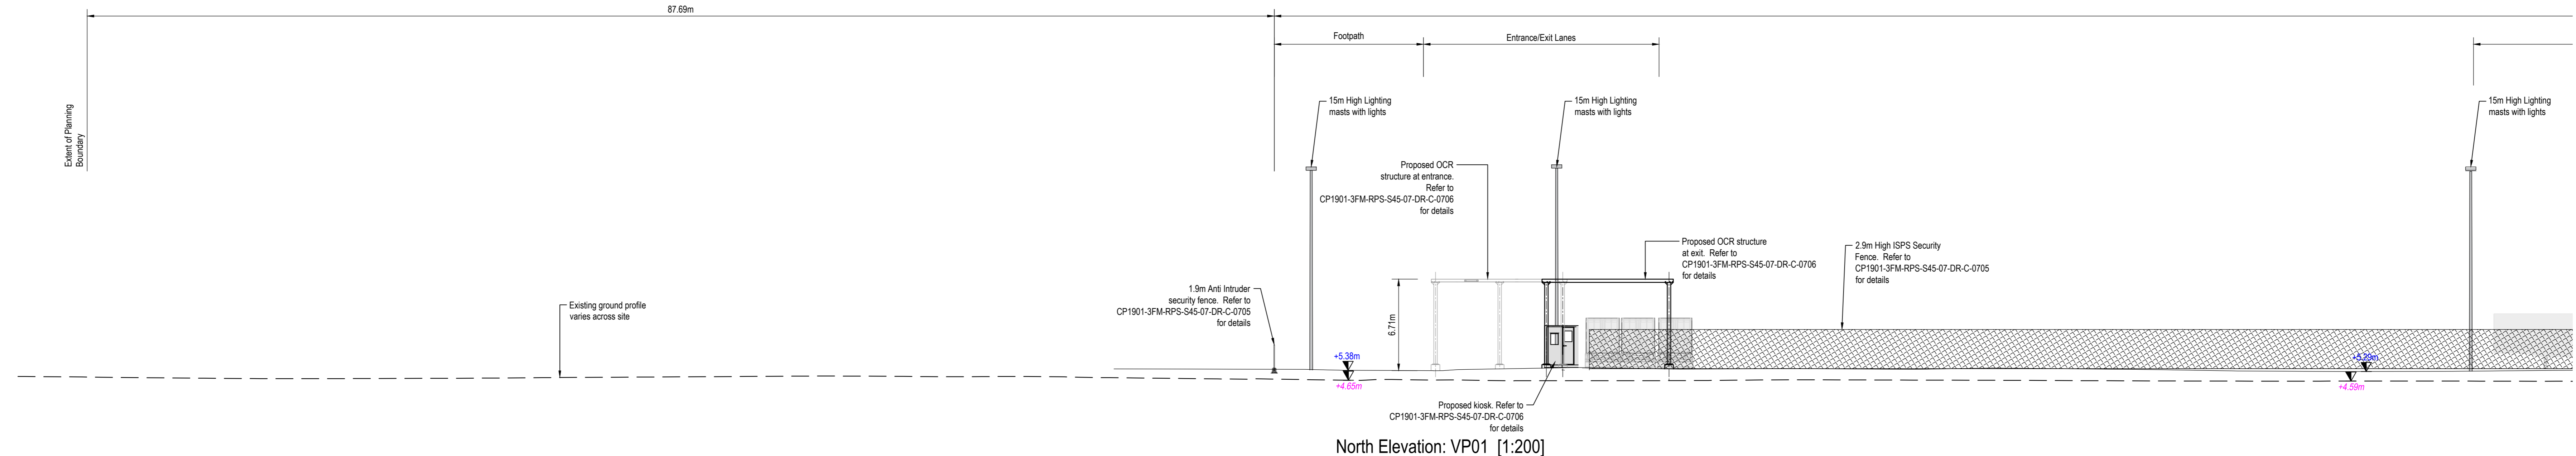 87.69m
Footpath
Entrance/Exit Lanes
Extent of Planning
Boundary
15m High Lighting
masts with lights
15m High Lighting
masts with lights
15m High Lighting
masts with lights
Proposed OCR
structure at entrance.
Refer to
CP1901-3FM-RPS-S45-07-DR-C-0706
for details
Proposed OCR structure
at exit. Refer to
CP1901-3FM-RPS-S45-07-DR-C-0706
for details
2.9m High ISPS Security
Fence. Refer to
CP1901-3FM-RPS-S45-07-DR-C-0705
for details
1.9m Anti Intruder
security fence. Refer to
CP1901-3FM-RPS-S45-07-DR-C-0705
for details
Existing ground profile
varies across site
6.71m
+5.38m
+4.65m
+5.29m
+4.59m
Proposed kiosk. Refer to
CP1901-3FM-RPS-S45-07-DR-C-0706
for details
North Elevation: VP01 [1:200]